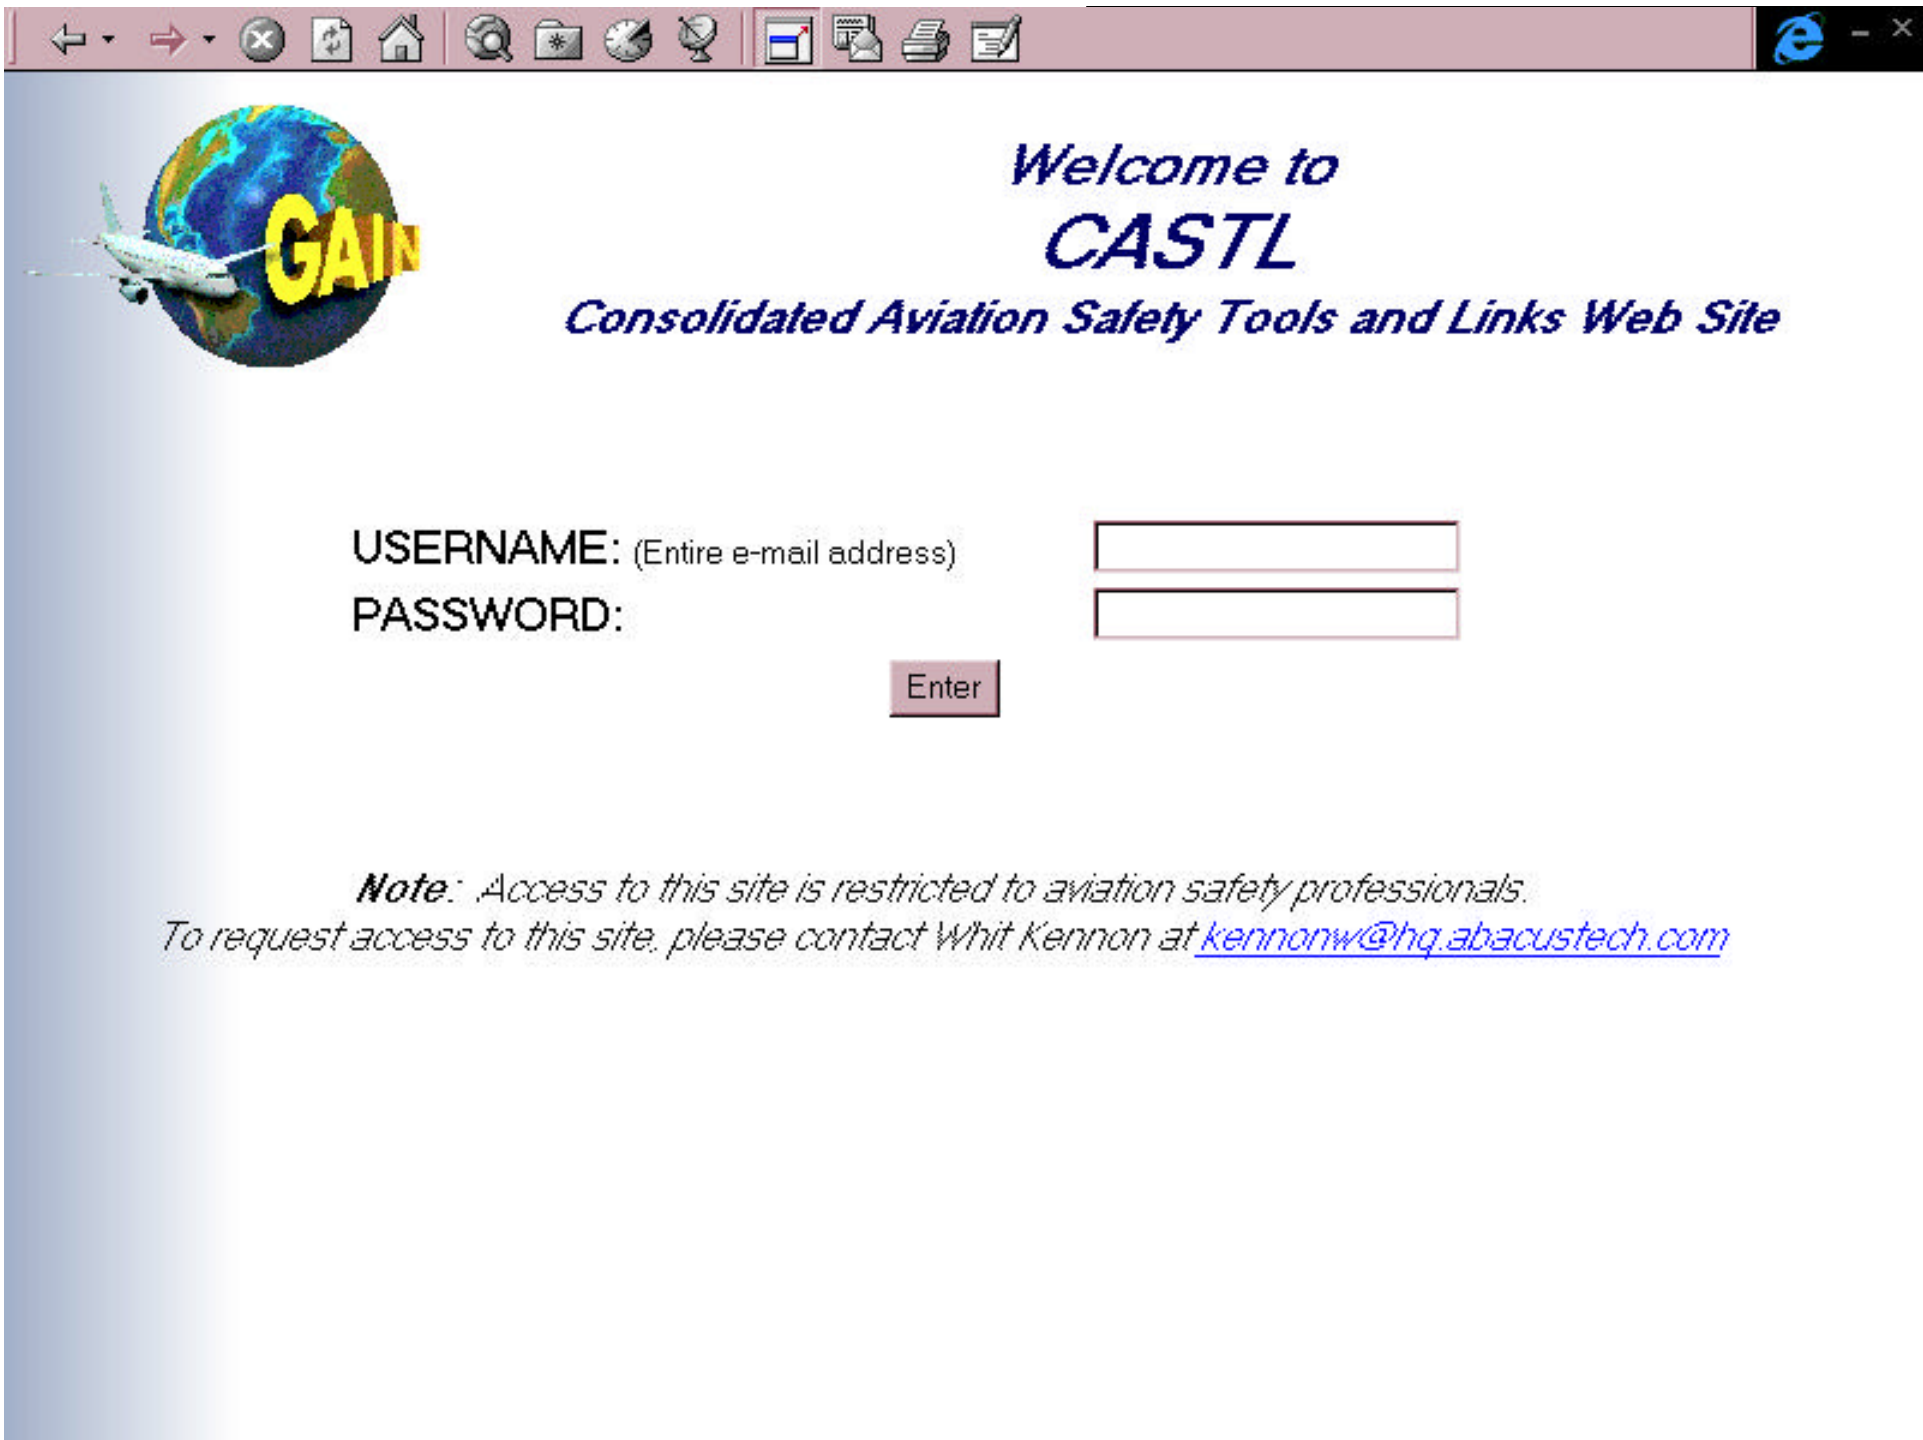 GAIN
Welcome to
CASTL
Consolidated Aviation Safety Tools and Links Web Site
USERNAME: (Entire e-mail address)
PASSWORD:
Enter
Note: Access to this site is restricted to aviation safety professionals.
To request access to this site, please contact Whit Kennon at kennonw@hq.abacustech.com